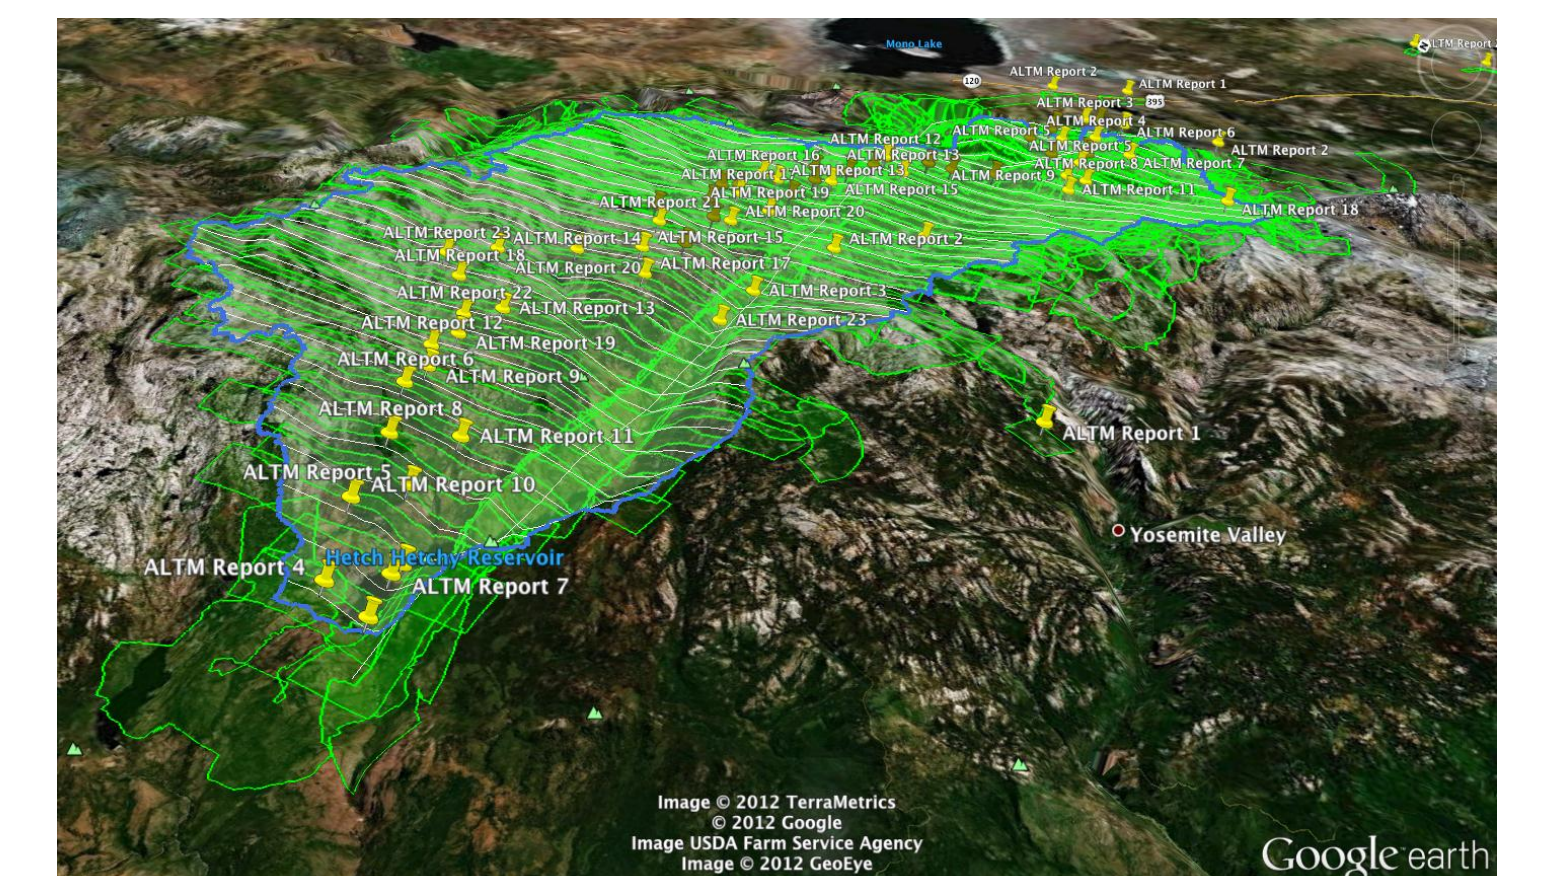 Mono Lake
ALTM Report
ALTM Report 2
120
ALTM Report 1
ALTM Report 3
395
ALTM Report 4
ALTM Report 5
ALTM Report 6
ALTM Report 12
ALTM Report 5
ALTM Report 2
ALTM Report 16
ALTM Report 13
ALTM Report 8
ALTM Report 7
ALTM Report 13
ALTM Report 9
ALTM Report 19
ALTM Report 15
ALTM Report 11
ALTM Report 21
ALTM Report 20
ALTM Report 18
ALTM Report 23
ALTM Report 14
ALTM Report 15
ALTM Report 2
ALTM Report 18
ALTM Report 20
ALTM Report 17
ALTM Report 22
ALTM Report 3
ALTM Report 13
ALTM Report 12
ALTM Report 23
ALTM Report 19
ALTM Report 6
ALTM Report 9
ALTM Report 8
ALTM Report 11
ALTM Report 1
ALTM Report 5
ALTM Report 10
Yosemite Valley
Hetch Hetchy Reservoir
ALTM Report 4
ALTM Report 7
Image © 2012 TerraMetrics
© 2012 Google
Image USDA Farm Service Agency
Image © 2012 GeoEye
Google earth